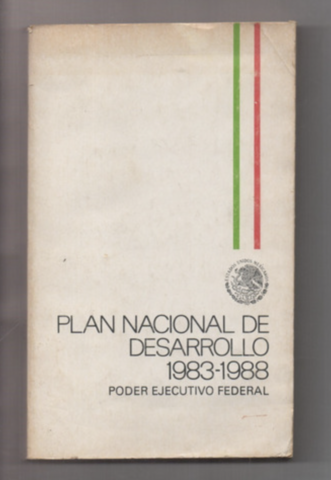 PLAN NACIONAL DE
DESARROLLO
1983-1988
PODER EJECUTIVO FEDERAL